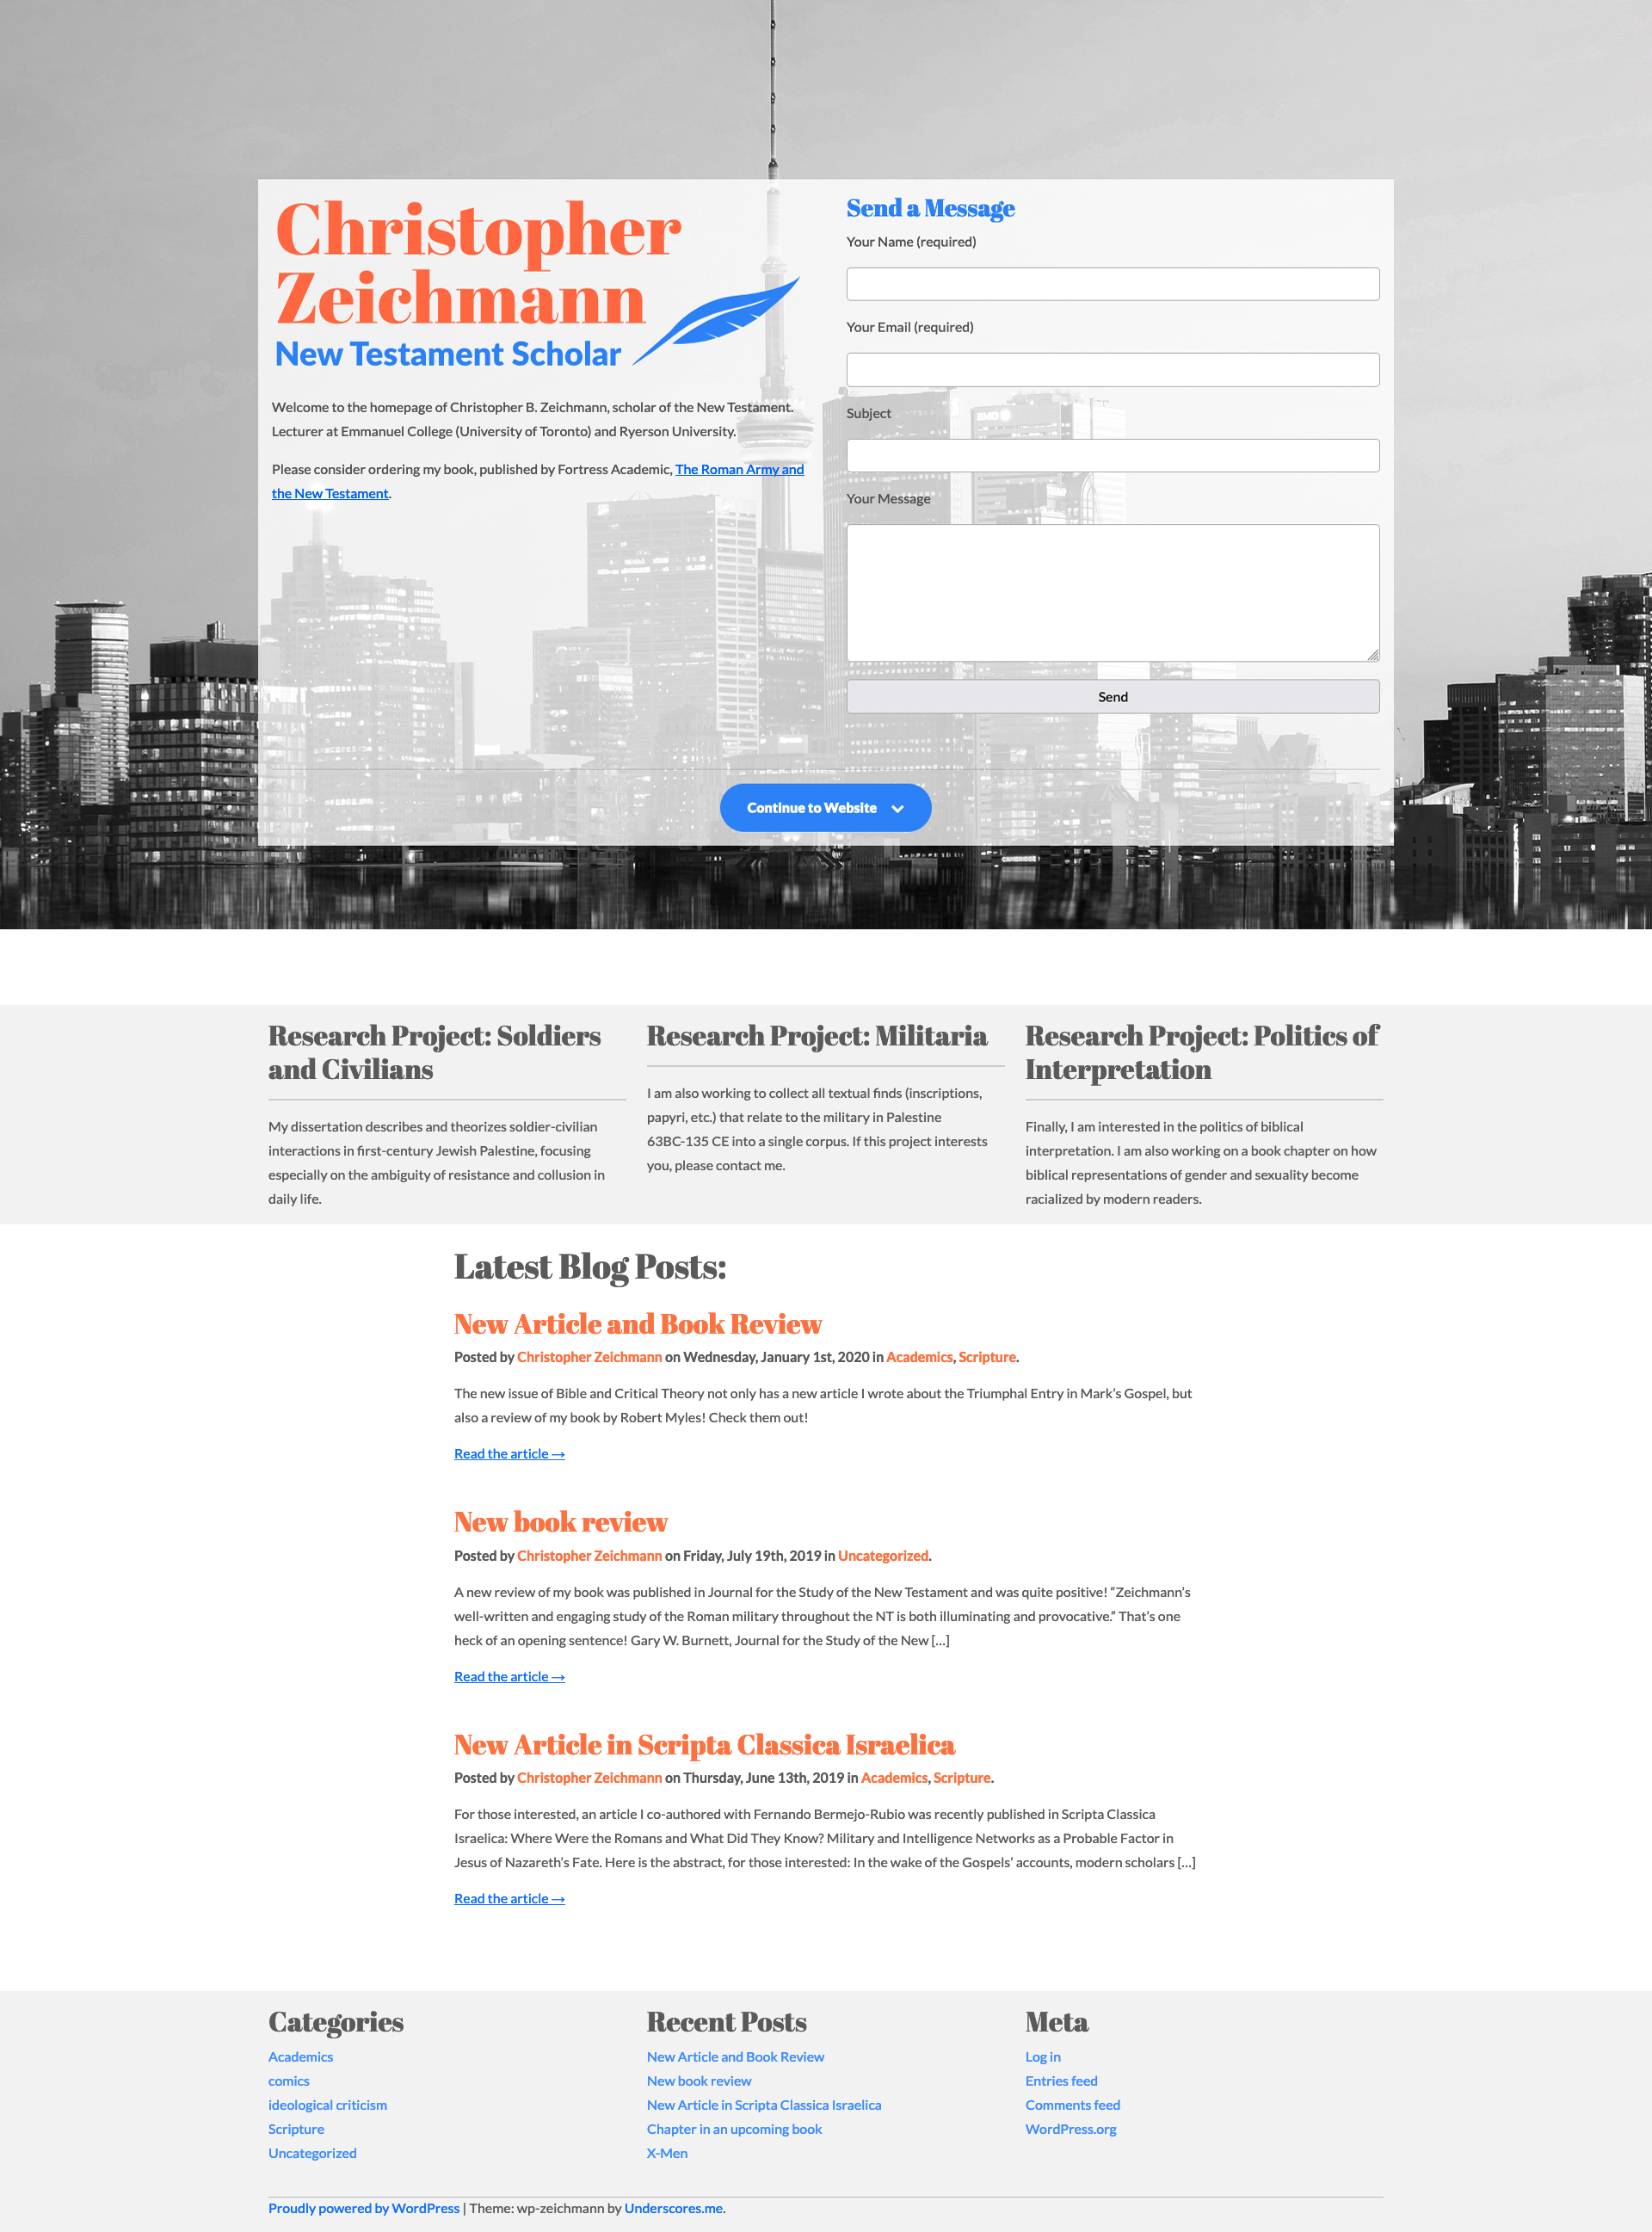 Christopher
Zeichmann
New Testament Scholar
Welcome to the homepage of Christopher B. Zeichmann, scholar of the New Testament.
Lecturer at Emmanuel College (University of Toronto) and Ryerson University.
Please consider ordering my book, published by Fortress Academic, The Roman Army and
the New Testament.
Send a Message
Your Name (required)
Your Email (required)
Subject
BMO
Your Message
Send
Continue to Website
CAMBRIDGE
Research Project: Soldiers
and Civilians
My dissertation describes and theorizes soldier-civilian
interactions in first-century Jewish Palestine, focusing
especially on the ambiguity of resistance and collusion in
daily life.
Research Project: Militaria
I am also working to collect all textual finds (inscriptions,
papyri, etc.) that relate to the military in Palestine
63BC-135 CE into a single corpus. If this project interests
you, please contact me.
Research Project: Politics of
Interpretation
Finally, I am interested in the politics of biblical
interpretation. I am also working on a book chapter on how
biblical representations of gender and sexuality become
racialized by modern readers.
Latest Blog Posts:
New Article and Book Review
Posted by Christopher Zeichmann on Wednesday, January 1st, 2020 in Academics, Scripture.
The new issue of Bible and Critical Theory not only has a new article I wrote about the Triumphal Entry in Mark's Gospel, but
also a review of my book by Robert Myles! Check them out!
Read the article →
New book review
Posted by Christopher Zeichmann on Friday, July 19th, 2019 in Uncategorized.
A new review of my book was published in Journal for the Study of the New Testament and was quite positive! “Zeichmann's
well-written and engaging study of the Roman military throughout the NT is both illuminating and provocative.” That's one
heck of an opening sentence! Gary W. Burnett, Journal for the Study of the New […]
Read the article →
New Article in Scripta Classica Israelica
Posted by Christopher Zeichmann on Thursday, June 13th, 2019 in Academics, Scripture.
For those interested, an article I co-authored with Fernando Bermejo-Rubio was recently published in Scripta Classica
Israelica: Where Were the Romans and What Did They Know? Military and Intelligence Networks as a Probable Factor in
Jesus of Nazareth's Fate. Here is the abstract, for those interested: In the wake of the Gospels' accounts, modern scholars […]
Read the article →
Categories
Academics
comics
ideological criticism
Scripture
Uncategorized
Recent Posts
New Article and Book Review
New book review
New Article in Scripta Classica Israelica
Chapter in an upcoming book
X-Men
Meta
Log in
Entries feed
Comments feed
WordPress.org
Proudly powered by WordPress | Theme: wp-zeichmann by Underscores.me.